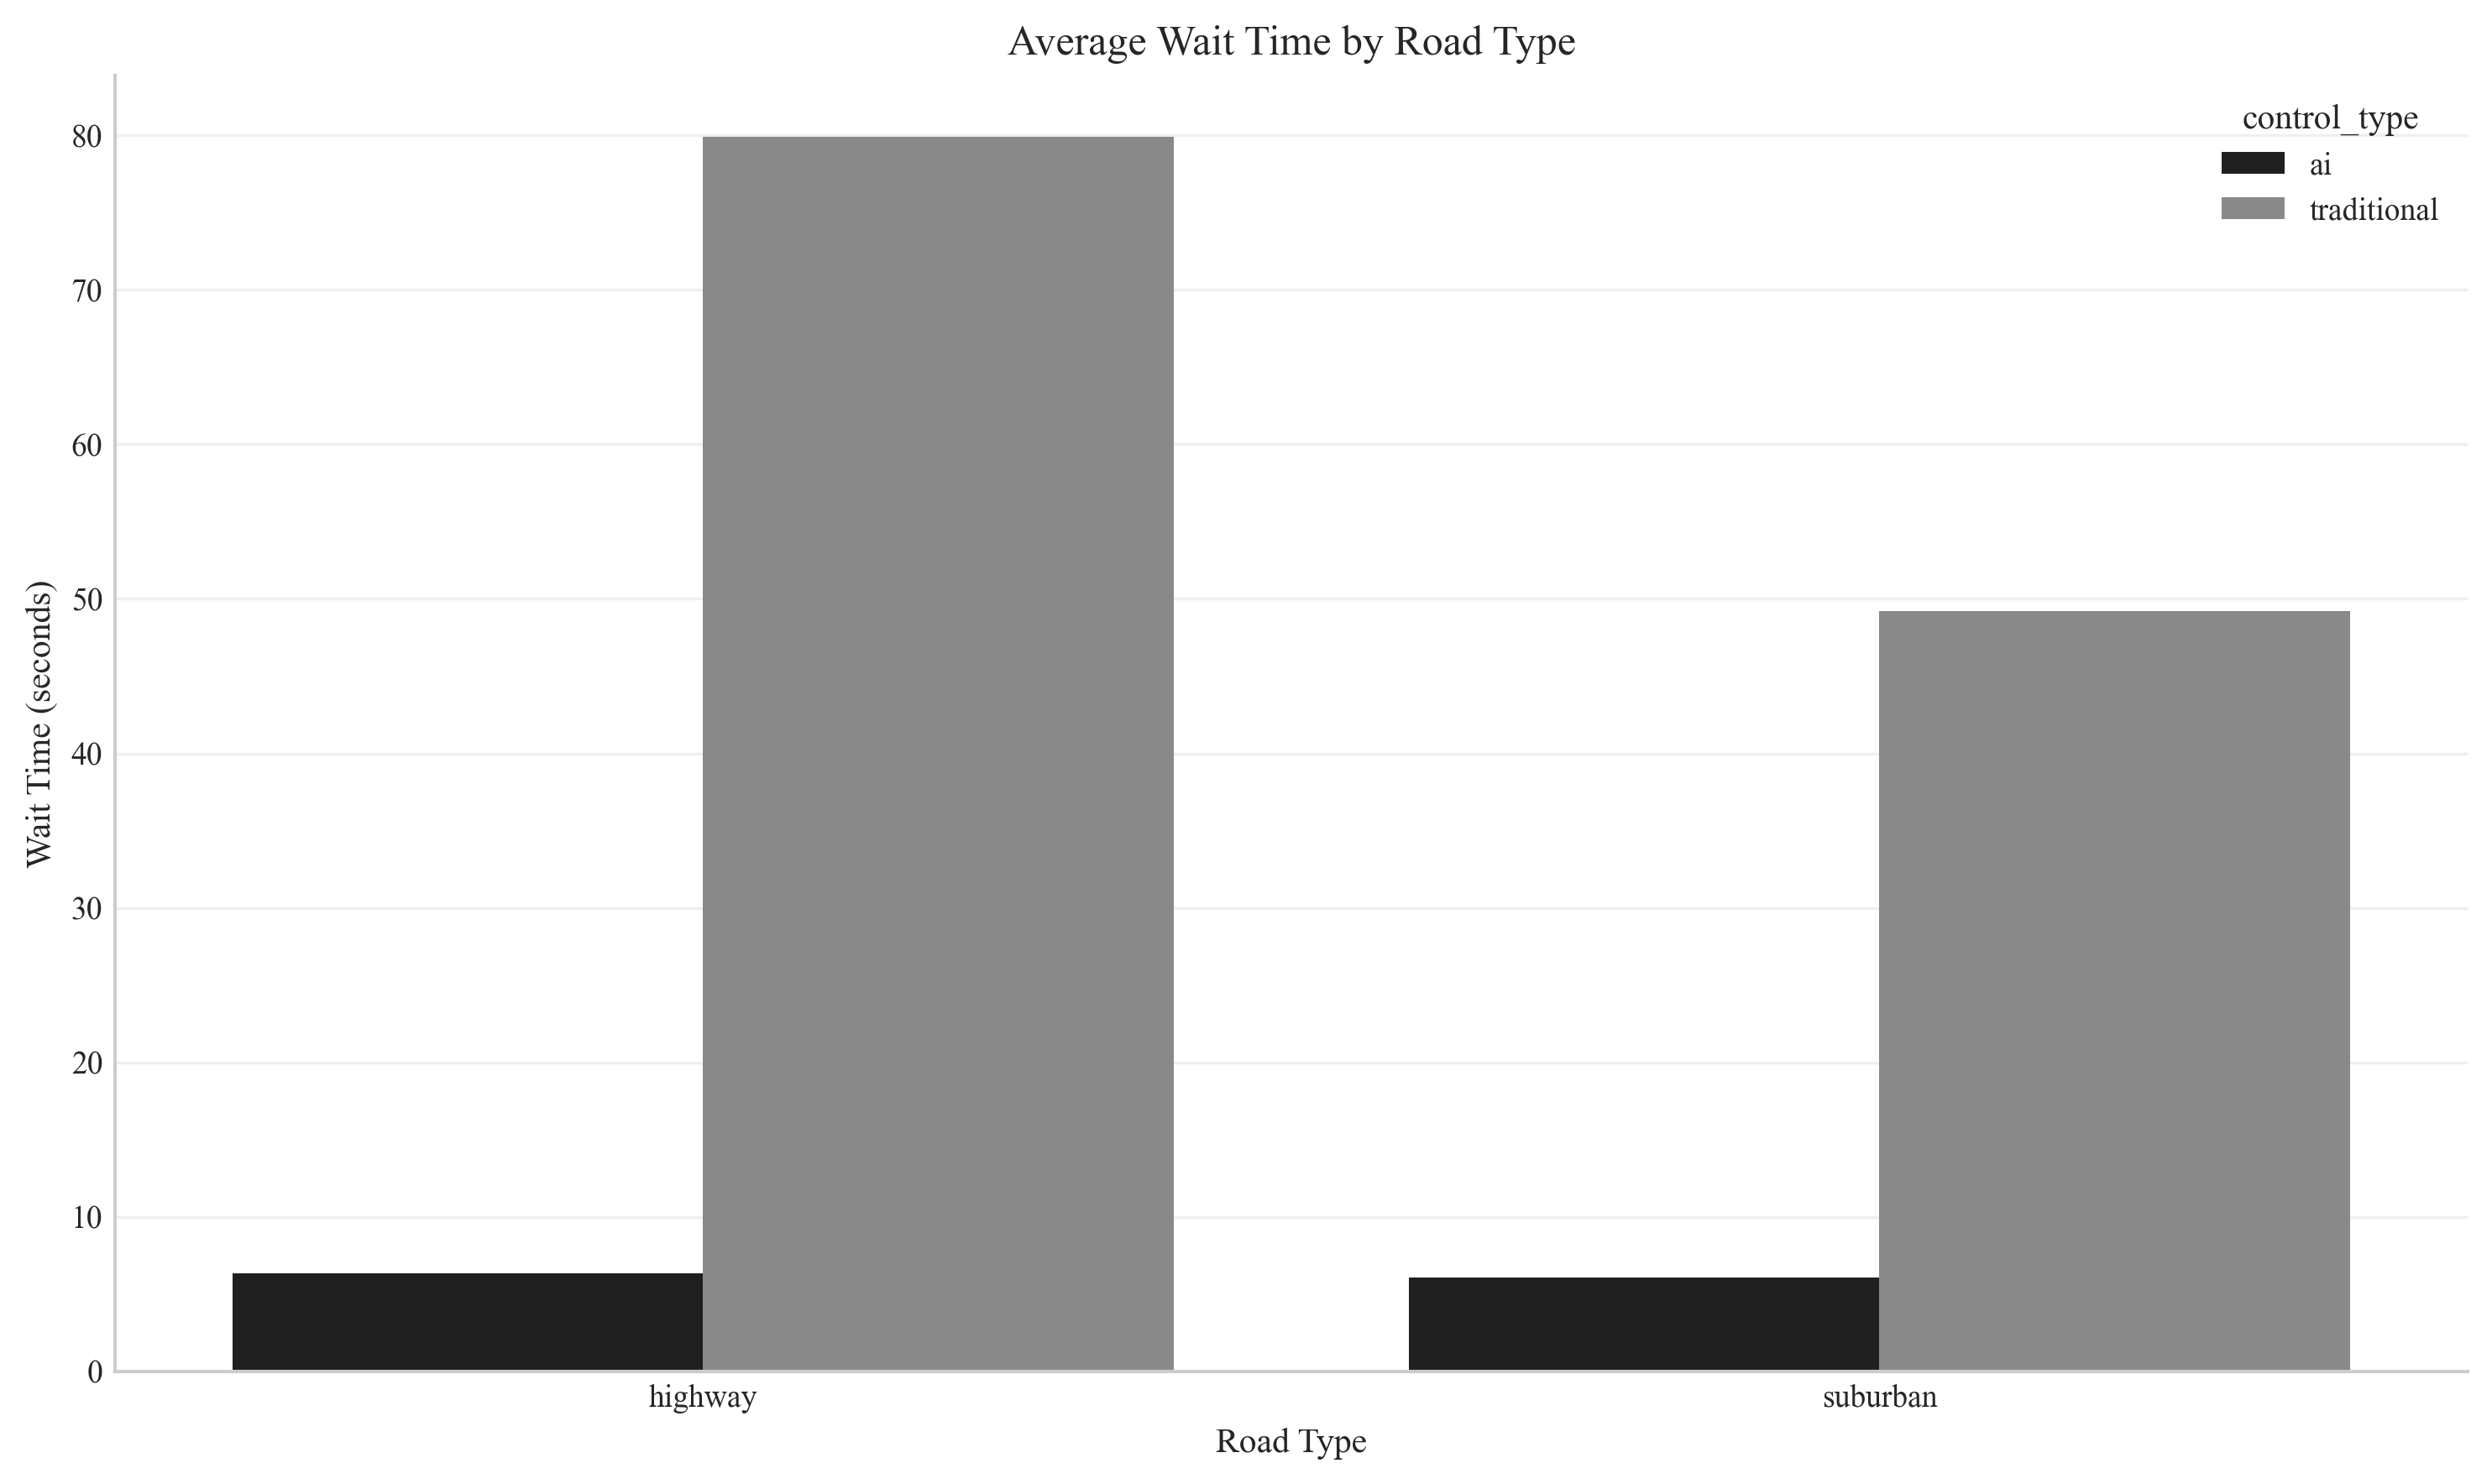 Average Wait Time by Road Type
control_type
ai
traditional
80
70
60
50
40
30
20
10
0
Wait Time (seconds)
highway
suburban
Road Type